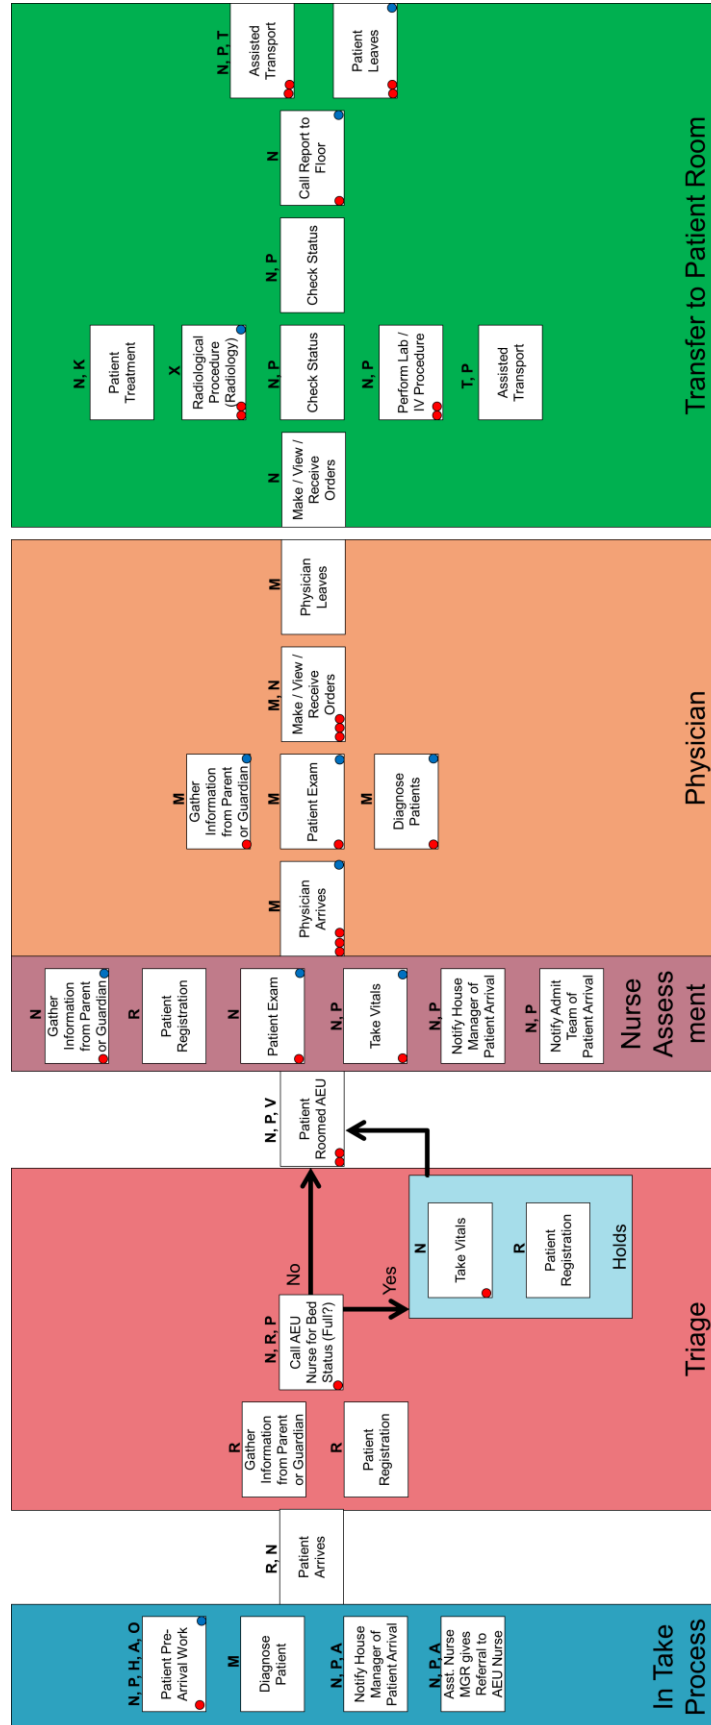 N, P, H, A, O
Patient Pre-
Arrival Work
M
Diagnose
Patient
N, P, A
Notify House
Manager of
Patient Arrival
N, P, A
Asst. Nurse
MGR gives
Referral to
AEU Nurse
In Take
Process
R, N
Patient
Arrives
R
Gather
Information
from Parent
or Guardian
R
Patient
Registration
N, R, P
Call AEU
Nurse for Bed
Status (Full?)
No
Yes
N
Take Vitals
R
Patient
Registration
Holds
Triage
N, P, V
Patient
Roomed AEU
N
Gather
Information
from Parent
or Guardian
R
Patient
Registration
N
Patient Exam
N, P
Take Vitals
N, P
Notify House
Manager of
Patient Arrival
N, P
Notify Admit
Team of
Patient Arrival
Nurse
Assess
ment
M
Physician
Arrives
M
Gather
Information
from Parent
or Guardian
M
Patient Exam
M
Diagnose
Patients
M, N
Make / View /
Receive
Orders
M
Physician
Leaves
Physician
N
Make / View /
Receive
Orders
N, K
Patient
Treatment
X
Radiological
Procedure
(Radiology)
N, P
Check Status
N, P
Perform Lab /
IV Procedure
T, P
Assisted
Transport
N, P
Check Status
N
Call Report to
Floor
N, P, T
Assisted
Transport
Patient
Leaves
Transfer to Patient Room